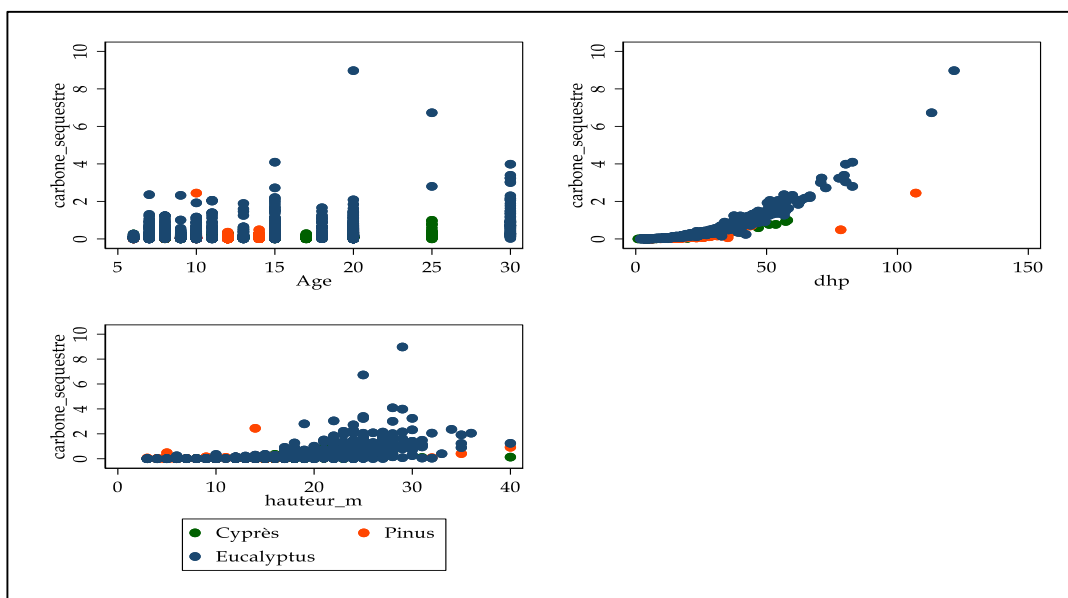 carbone_sequestre
0 2 4 6 8 10
5 10 15 20 25 30
Age
carbone_sequestre
0 2 4 6 8 10
0 50 100 150
dhp
carbone_sequestre
0 2 4 6 8 10
0 10 20 30 40
hauteur_m
Cyprès Pinus
Eucalyptus